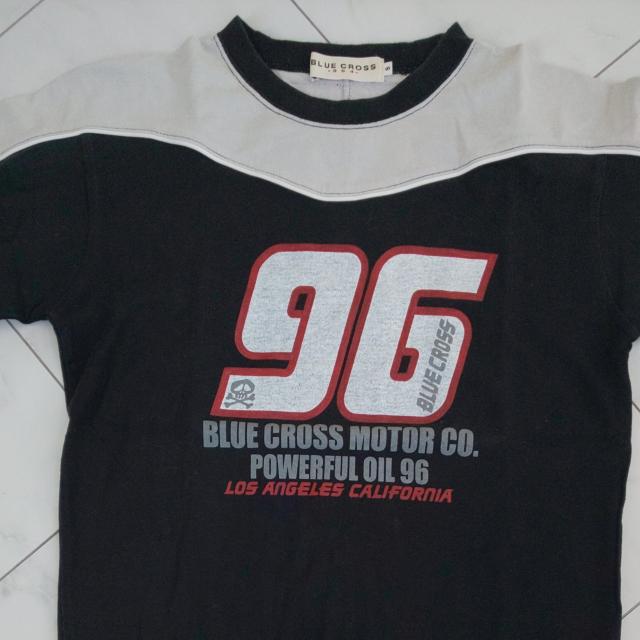 BLUE CROSS
S
96
BLUE CROSS
BLUE CROSS MOTOR CO.
POWERFUL OIL 96
LOS ANGELES CALIFORNIA